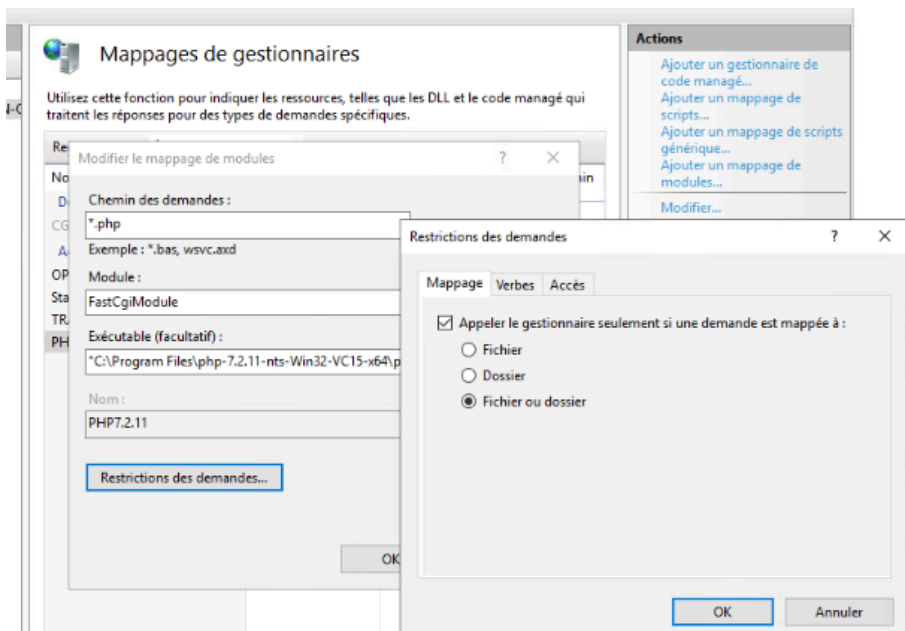 Mappages de gestionnaires
Utilisez cette fonction pour indiquer les ressources, telles que les DLL et le code managé qui
traitent les réponses pour des types de demandes spécifiques.
Actions
Ajouter un gestionnaire de
code managé...
Ajouter un mappage de
scripts...
Ajouter un mappage de scripts
générique...
Ajouter un mappage de
modules...
Modifier...
Modifier le mappage de modules
? ×
Chemin des demandes :
*.php
Exemple : *.bas, wsvc.axd
Module :
FastCgiModule
Exécutable (facultatif) :
"C:\Program Files\php-7.2.11-nts-Win32-VC15-x64\p
Nom :
PHP7.2.11
Restrictions des demandes...
OK
Restrictions des demandes
? ×
Mappage Verbes Accès
Appeler le gestionnaire seulement si une demande est mappée à :
Fichier
Dossier
Fichier ou dossier
OK Annuler